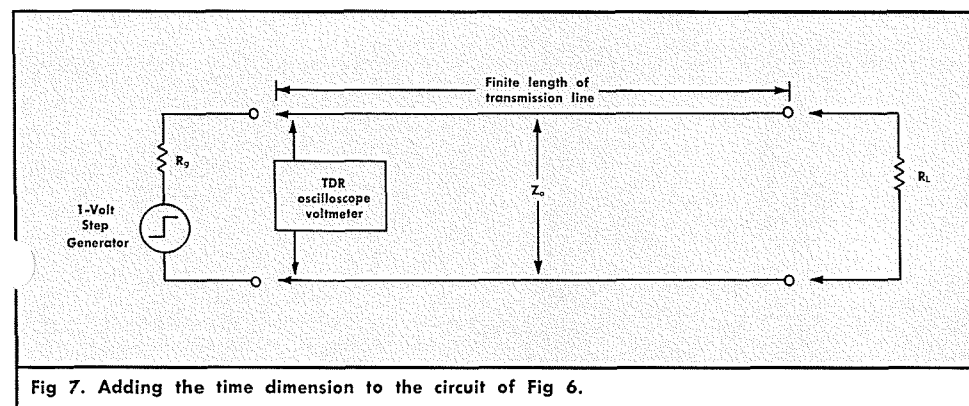 Finite length of
transmission line
Rg
TDR
oscilloscope
voltmeter
Zo
RL
1-Volt
Step
Generator
Fig 7. Adding the time dimension to the circuit of Fig 6.